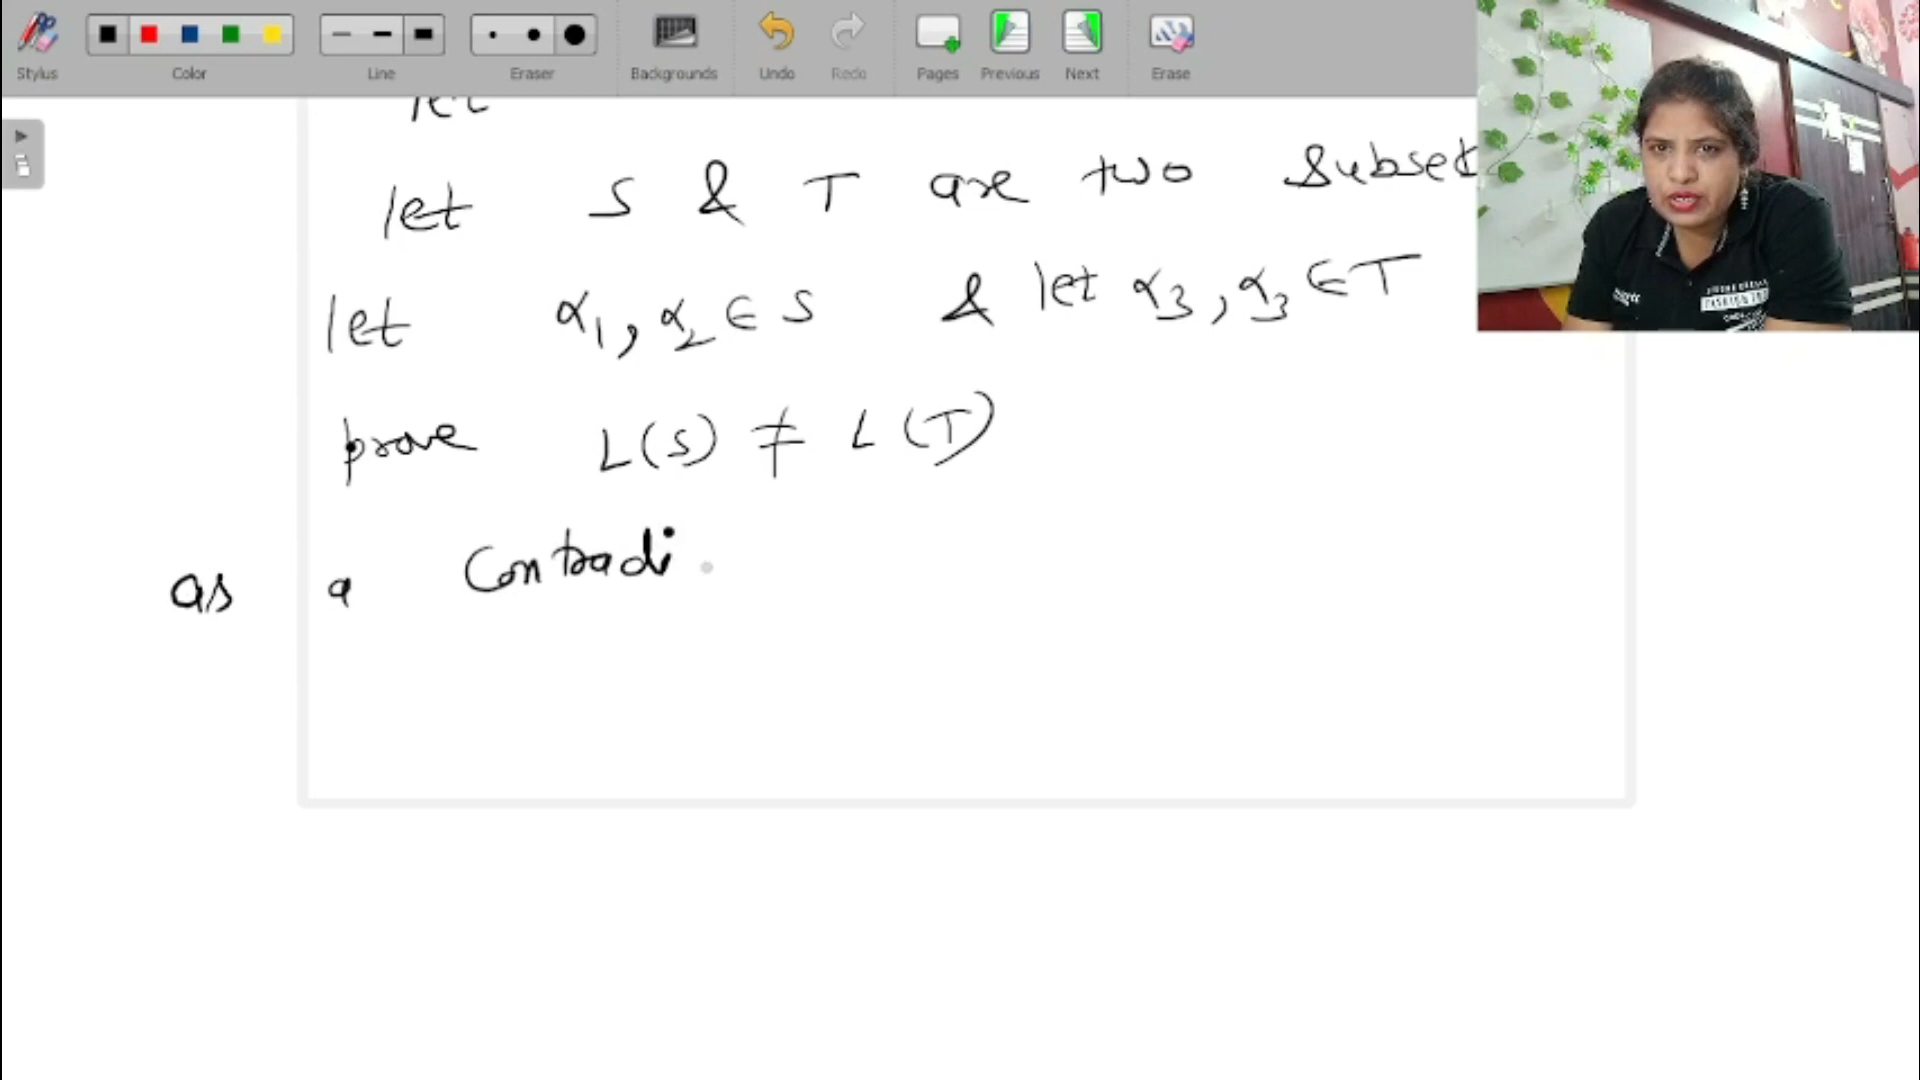 Stylus
Color
Line
Eraser
Backgrounds
Undo
Redo
Pages
Previous
Next
Erase
let
let S & T are two Subset
let α₁, α₂ ∈ S & let α₃, α₃ ∈ T
prove L(S) ≠ L(T)
as a Contradi